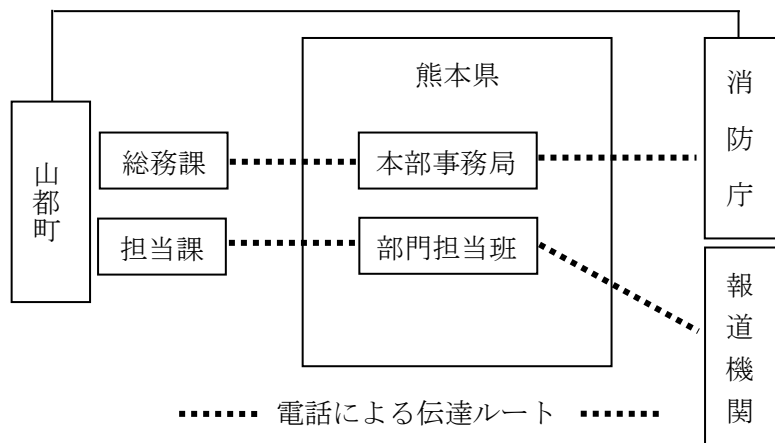 熊本県
消防庁
山都町
総務課
本部事務局
担当課
部門担当班
報道機関
電話による伝達ルート